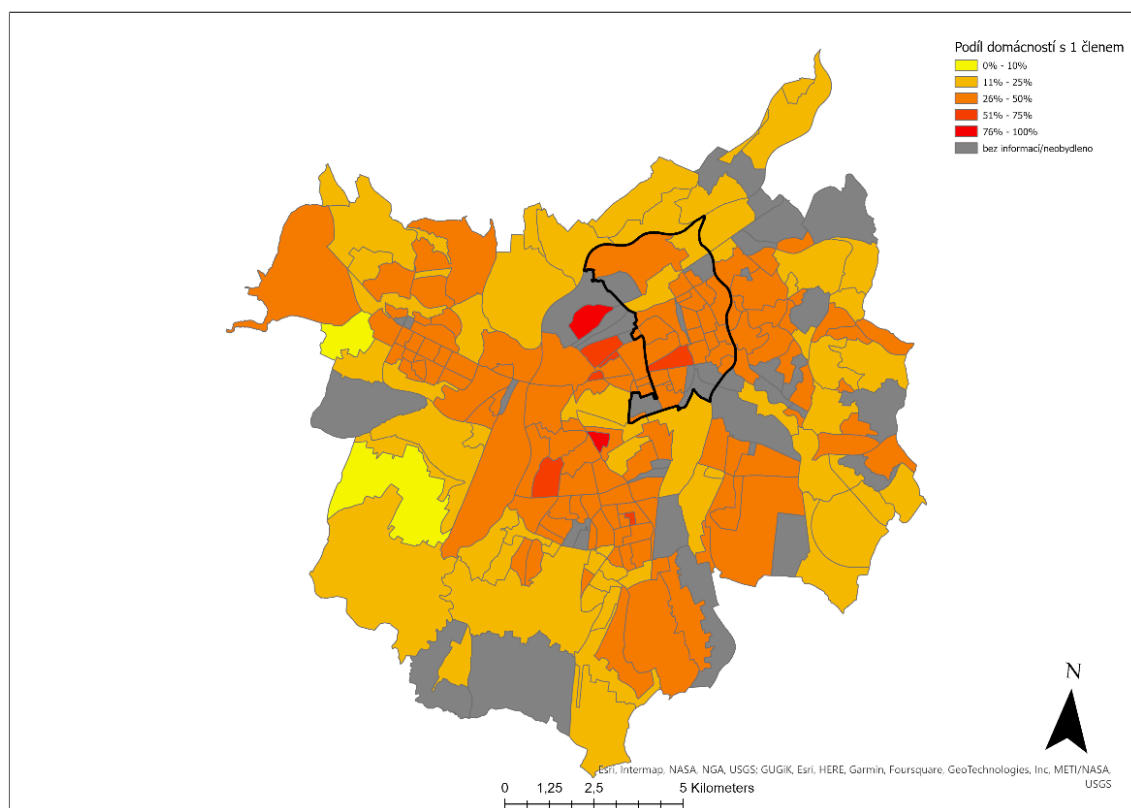 Podíl domácností s 1 členem
0% - 10%
11% - 25%
26% - 50%
51% - 75%
76% - 100%
bez informací/neobydleno
N
Esri, Intermap, NASA, NGA, USGS; GUGiK, Esri, HERE, Garmin, Foursquare, GeoTechnologies, Inc, METI/NASA,
USGS
0 1,25 2,5 5 Kilometers